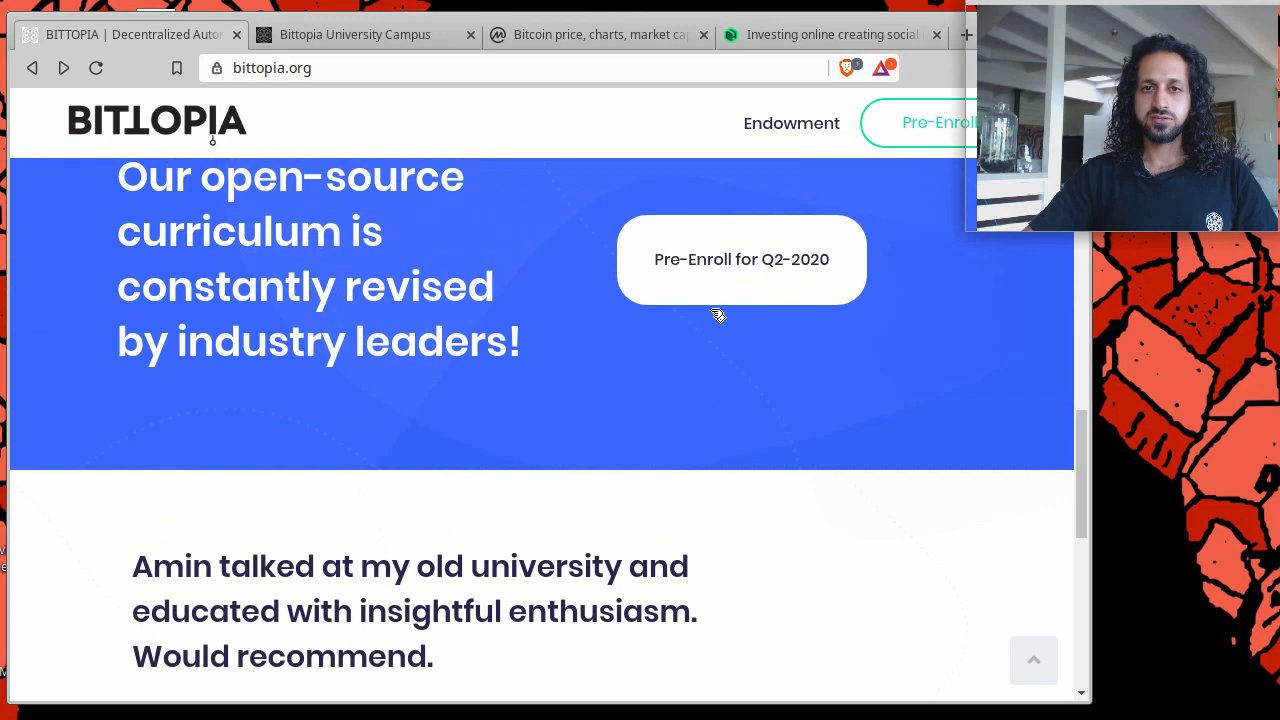 BITTOPIA | Decentralized Auton
Bittopia University Campus
Bitcoin price, charts, market cap
Investing online creating social
bittopia.org
BITTOPIA
Endowment
Pre-Enroll
Our open-source
curriculum is
constantly revised
by industry leaders!
Pre-Enroll for Q2-2020
Amin talked at my old university and
educated with insightful enthusiasm.
Would recommend.